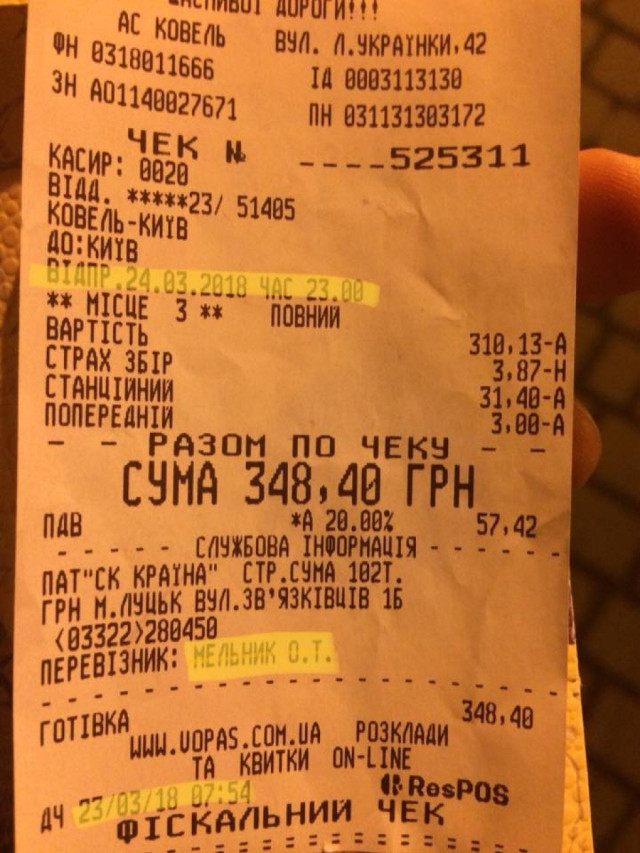 ЩАСЛИВОЇ ДОРОГИ!!!
АС КОВЕЛЬ ВУЛ. Л.УКРАЇНКИ,42
ФН 0318011666 ІД 0003113130
ЗН АО1140027671 ПН 031131303172
ЧЕК № ----525311
КАСИР: 0020
ВІДД. *****23/ 51405
КОВЕЛЬ-КИЇВ
ДО:КИЇВ
ВІДПР.24.03.2018 ЧАС 23.00
** МІСЦЕ 3 ** ПОВНИЙ
ВАРТІСТЬ 310,13-А
СТРАХ ЗБІР 3,87-Н
СТАНЦІЙНИЙ 31,40-А
ПОПЕРЕДНІЙ 3,00-А
- - РАЗОМ ПО ЧЕКУ - -
СУМА 348,40 ГРН
ПДВ *А 20.00% 57,42
- - - - - СЛУЖБОВА ІНФОРМАЦІЯ - - - - -
ПАТ"СК КРАЇНА" СТР.СУМА 102Т.
ГРН М.ЛУЦЬК ВУЛ.ЗВ'ЯЗКІВЦІВ 1Б
(03322)280450
ПЕРЕВІЗНИК: МЕЛЬНИК О.Т.
ГОТІВКА 348,40
WWW.VOPAS.COM.UA РОЗКЛАДИ
ТА КВИТКИ ON-LINE
ДЧ 23/03/18 07:54 ResPOS
ФІСКАЛЬНИЙ ЧЕК